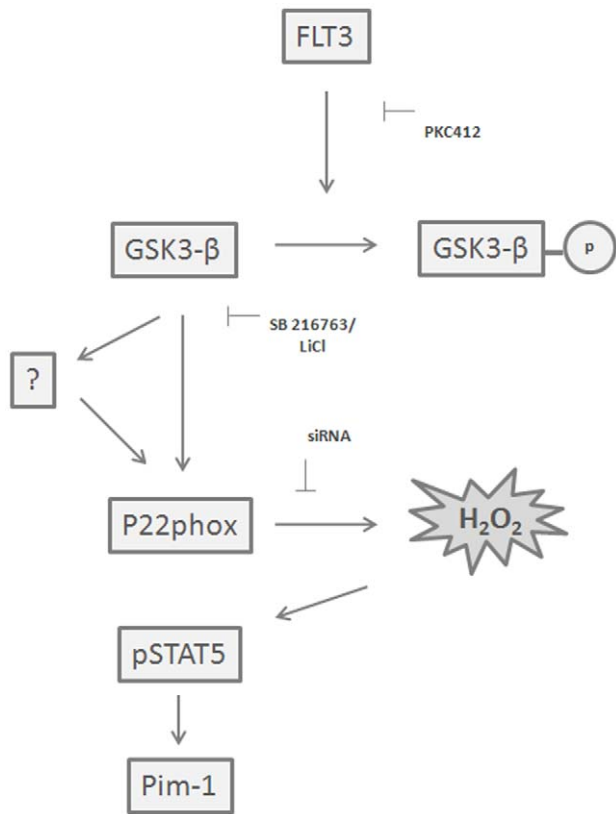 FLT3
PKC412
GSK3-β
GSK3-β
p
SB 216763/
LiCl
?
siRNA
P22phox
H₂O₂
pSTAT5
Pim-1